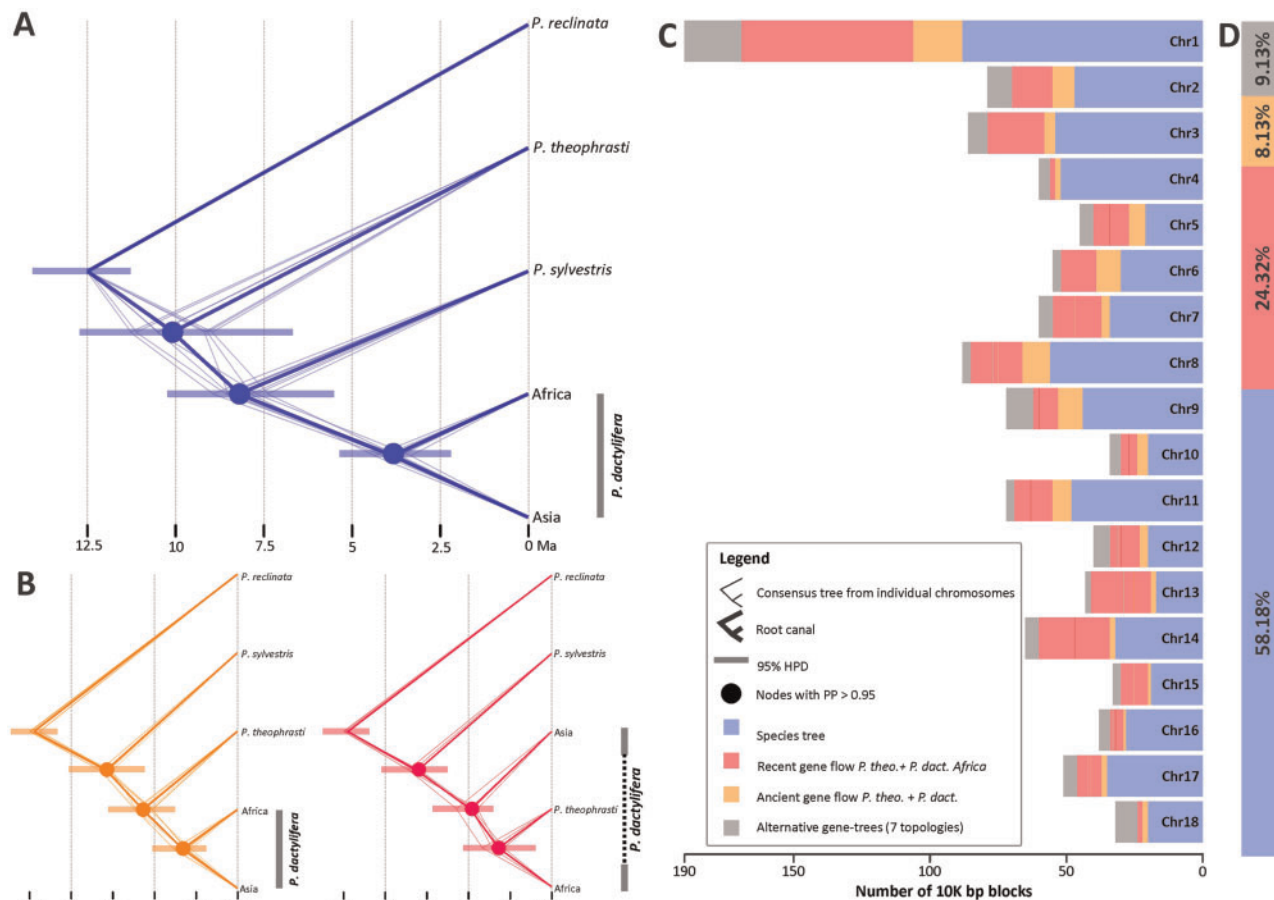 A
P. reclinata
P. theophrasti
P. sylvestris
Africa
Asia
P. dactylifera
12.5 10 7.5 5 2.5 0 Ma
B
P. reclinata
P. sylvestris
P. theophrasti
Africa
Asia
P. dactylifera
P. reclinata
P. sylvestris
Asia
P. theophrasti
Africa
P. dactylifera
C
Chr1
Chr2
Chr3
Chr4
Chr5
Chr6
Chr7
Chr8
Chr9
Chr10
Chr11
Chr12
Chr13
Chr14
Chr15
Chr16
Chr17
Chr18
Legend
Consensus tree from individual chromosomes
Root canal
95% HPD
Nodes with PP > 0.95
Species tree
Recent gene flow P. theo.+ P. dact. Africa
Ancient gene flow P. theo. + P. dact.
Alternative gene-trees (7 topologies)
190 150 100 50 0
Number of 10K bp blocks
D
9.13%
8.13%
24.32%
58.18%